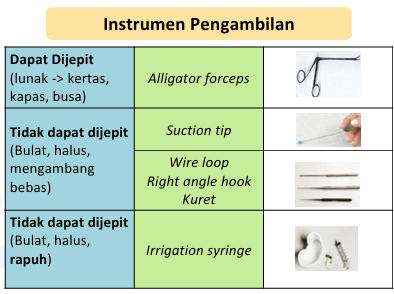 Instrumen Pengambilan
Dapat Dijepit
(lunak -> kertas,
kapas, busa)
Alligator forceps
Tidak dapat dijepit
(Bulat, halus,
mengambang
bebas)
Suction tip
Wire loop
Right angle hook
Kuret
Tidak dapat dijepit
(Bulat, halus,
rapuh)
Irrigation syringe